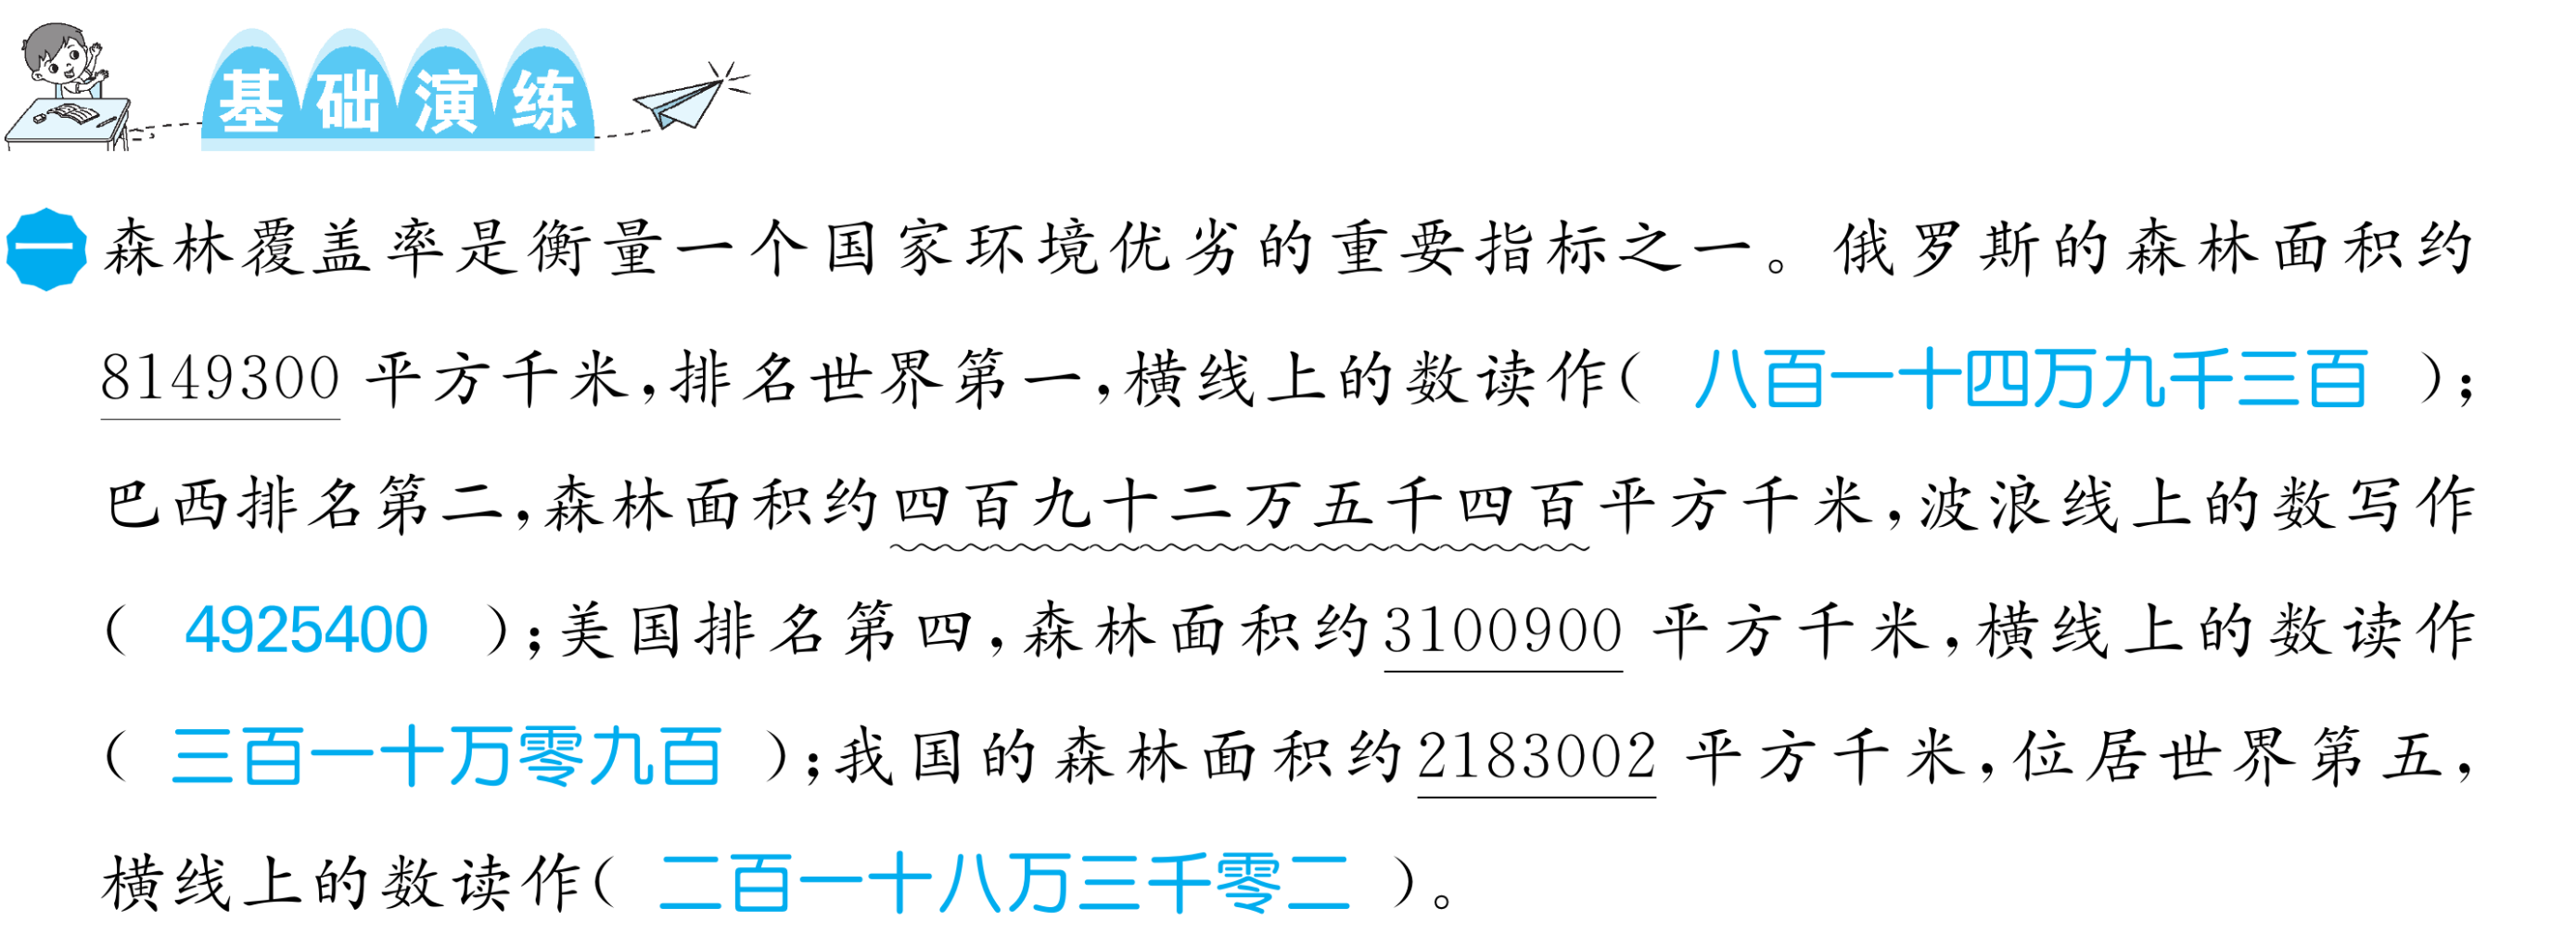 基础演练
一 森林覆盖率是衡量一个国家环境优劣的重要指标之一。俄罗斯的森林面积约
8149300 平方千米,排名世界第一,横线上的数读作( 八百一十四万九千三百 );
巴西排名第二,森林面积约四百九十二万五千四百平方千米,波浪线上的数写作
( 4925400 );美国排名第四,森林面积约3100900 平方千米,横线上的数读作
( 三百一十万零九百 );我国的森林面积约2183002 平方千米,位居世界第五,
横线上的数读作( 二百一十八万三千零二 )。